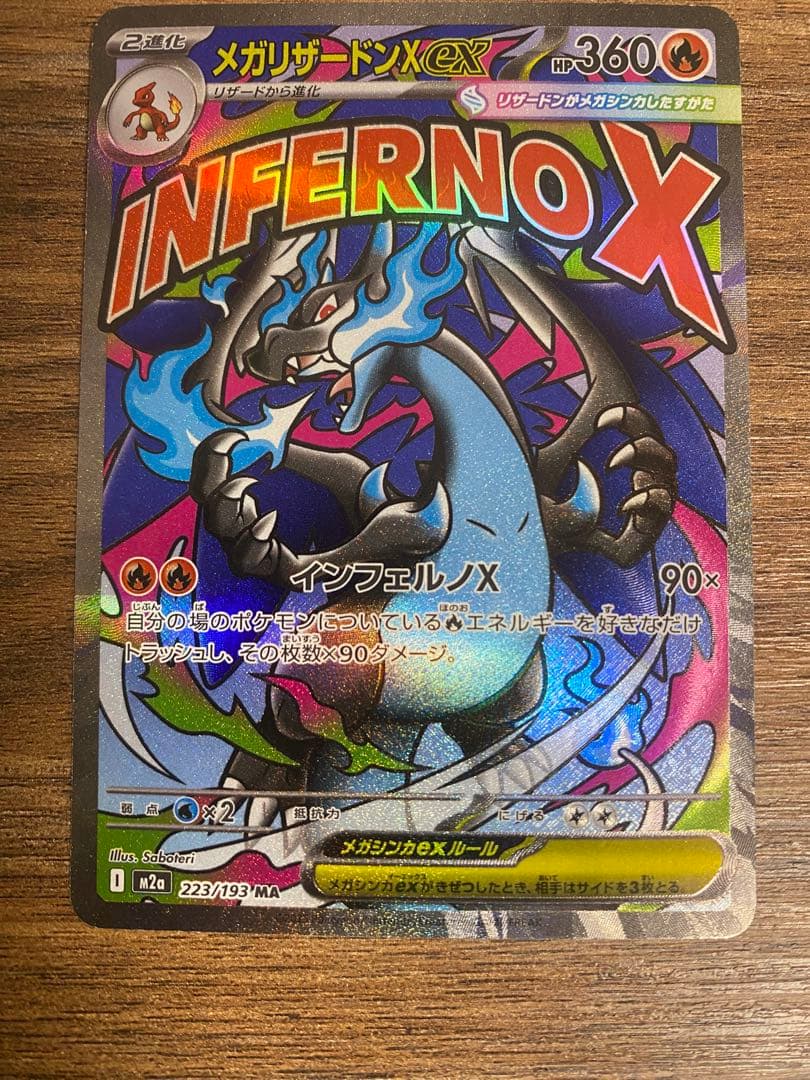 2進化 メガリザードンXex HP360
リザードから進化
リザードンがメガシンカしたすがた
INFERNO X
インフェルノX 90×
自分の場のポケモンについているエネルギーを好きなだけ
トラッシュし、その枚数×90ダメージ。
弱点 ×2 抵抗力 にげる
Illus. Saboteri
メガシンカexルール
メガシンカexがきぜつしたとき、相手はサイドを3枚とる。
I m2a 223/193 MA